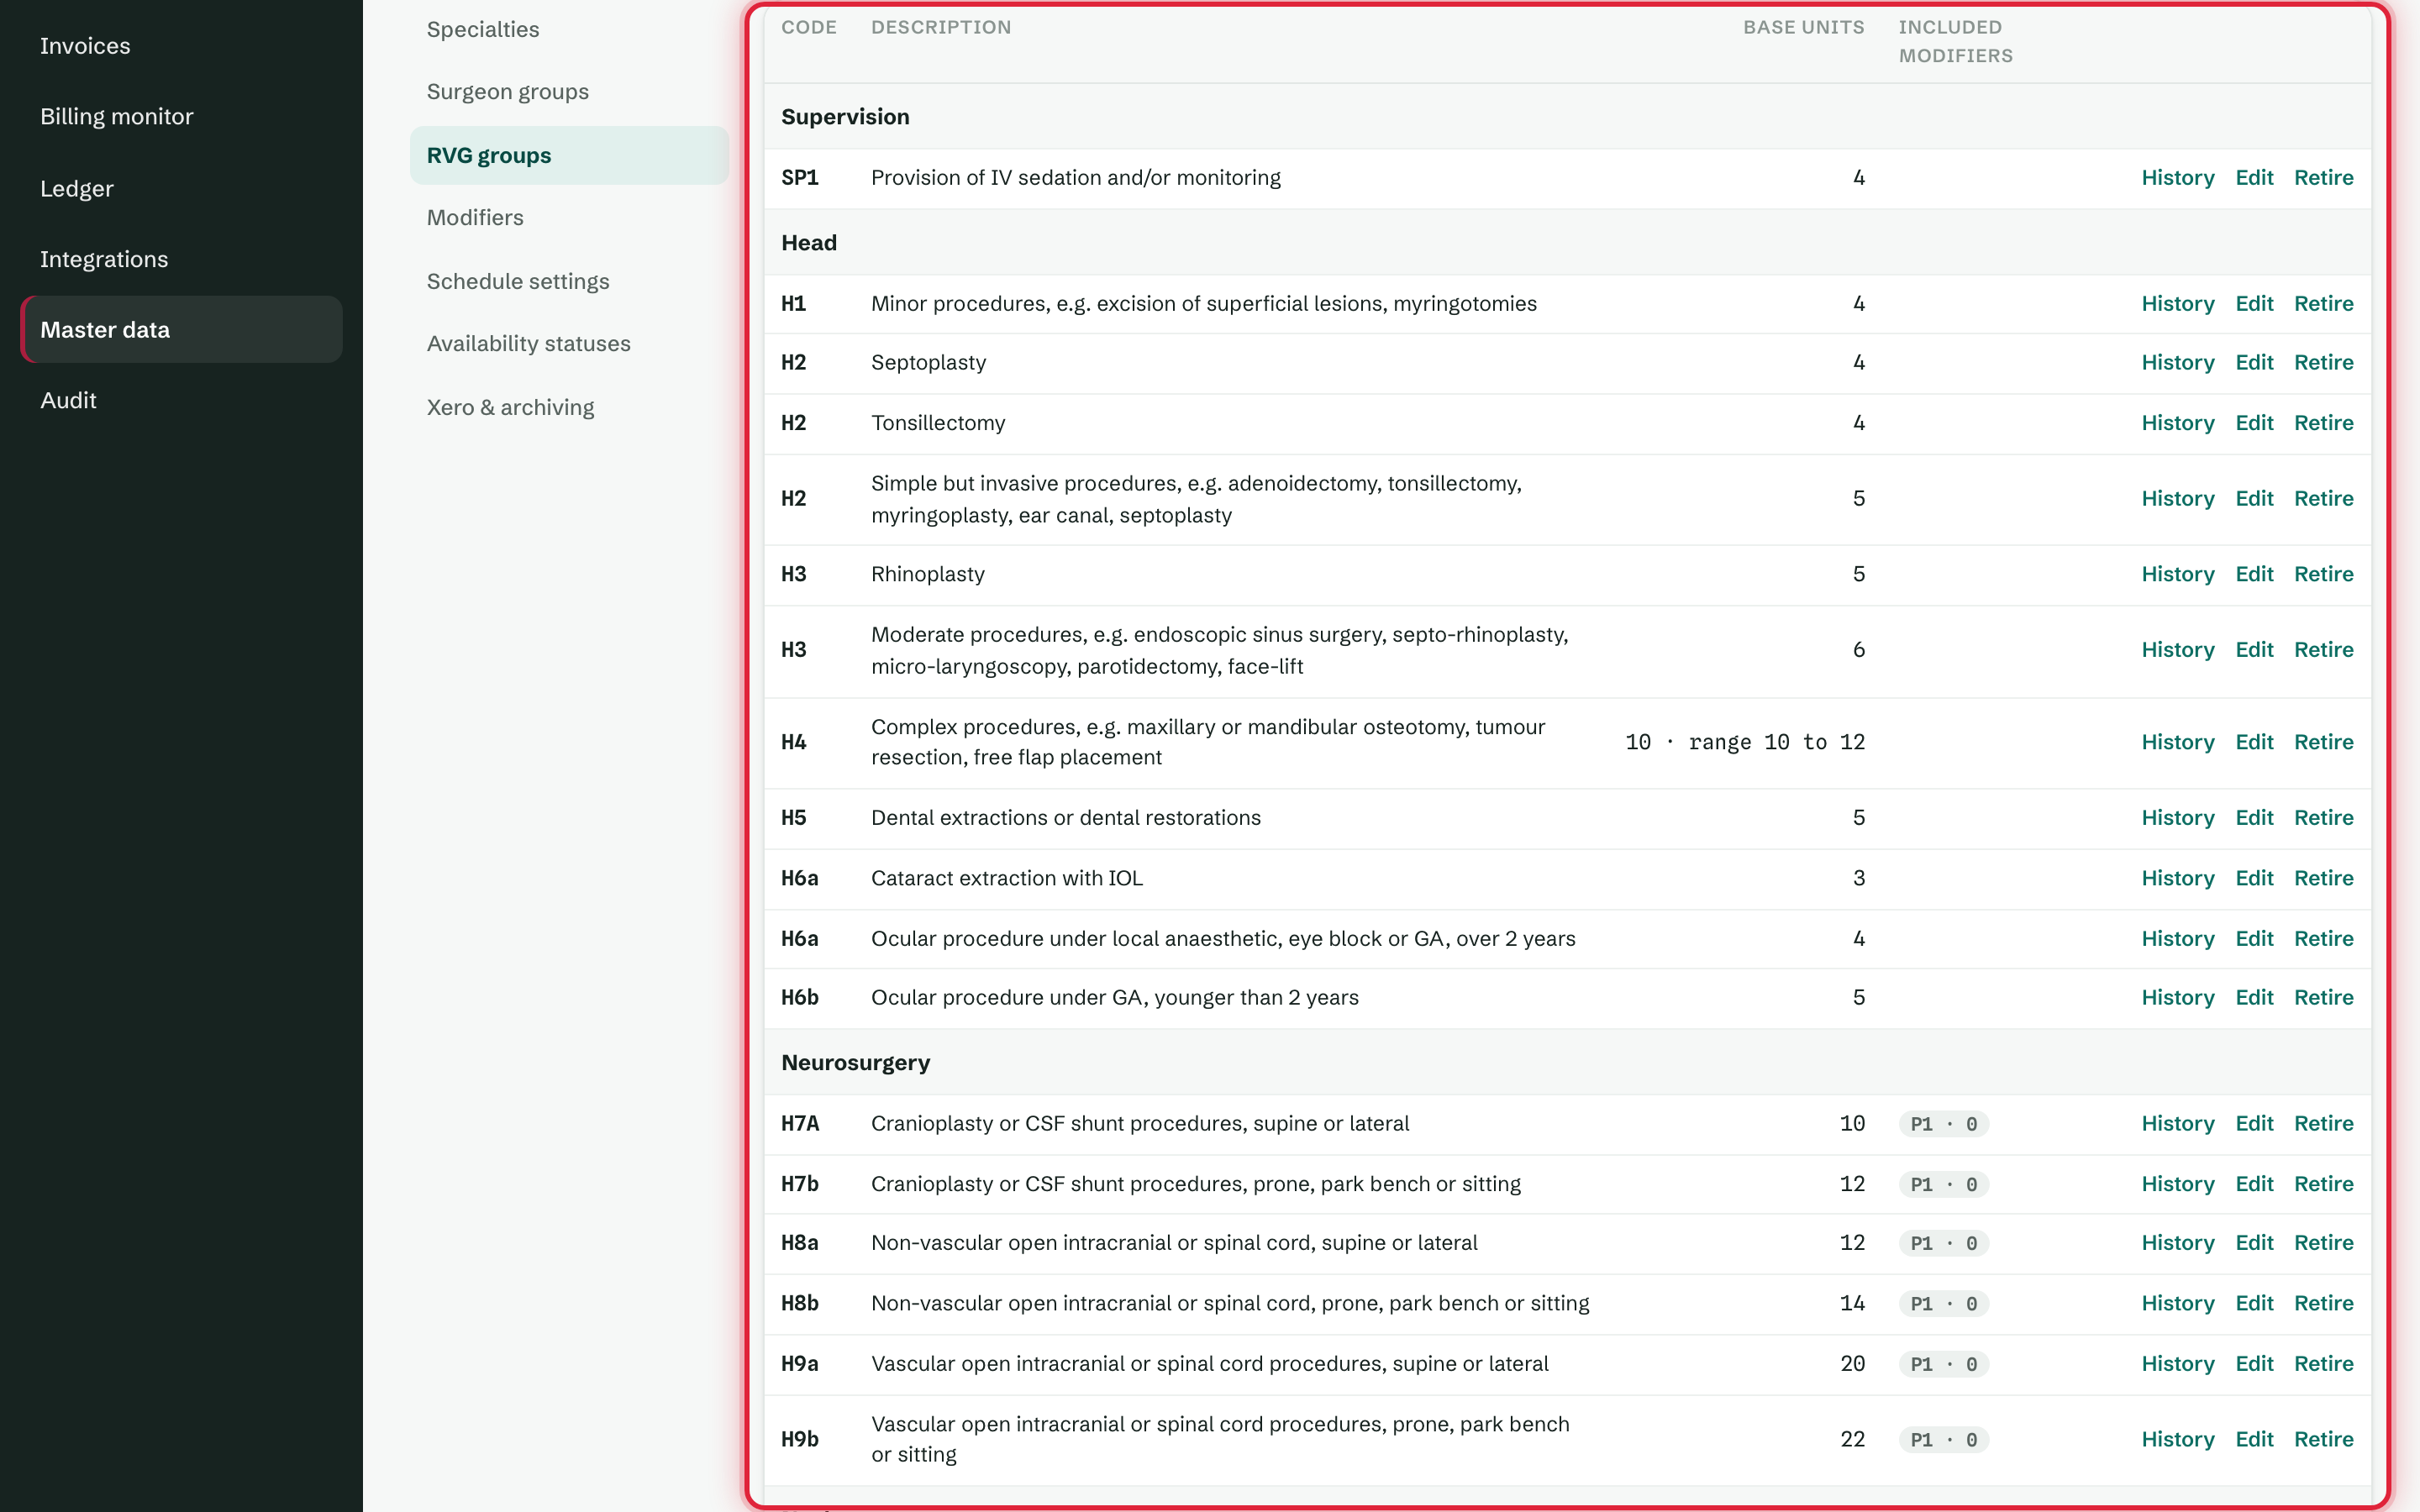 Invoices
Billing monitor
Ledger
Integrations
Master data
Audit
Specialties
Surgeon groups
RVG groups
Modifiers
Schedule settings
Availability statuses
Xero & archiving
CODE DESCRIPTION BASE UNITS INCLUDED
MODIFIERS
Supervision
SP1 Provision of IV sedation and/or monitoring 4 History Edit Retire
Head
H1 Minor procedures, e.g. excision of superficial lesions, myringotomies 4 History Edit Retire
H2 Septoplasty 4 History Edit Retire
H2 Tonsillectomy 4 History Edit Retire
H2 Simple but invasive procedures, e.g. adenoidectomy, tonsillectomy,
myringoplasty, ear canal, septoplasty 5 History Edit Retire
H3 Rhinoplasty 5 History Edit Retire
H3 Moderate procedures, e.g. endoscopic sinus surgery, septo-rhinoplasty,
micro-laryngoscopy, parotidectomy, face-lift 6 History Edit Retire
H4 Complex procedures, e.g. maxillary or mandibular osteotomy, tumour
resection, free flap placement 10 · range 10 to 12 History Edit Retire
H5 Dental extractions or dental restorations 5 History Edit Retire
H6a Cataract extraction with IOL 3 History Edit Retire
H6a Ocular procedure under local anaesthetic, eye block or GA, over 2 years 4 History Edit Retire
H6b Ocular procedure under GA, younger than 2 years 5 History Edit Retire
Neurosurgery
H7A Cranioplasty or CSF shunt procedures, supine or lateral 10 P1 · 0 History Edit Retire
H7b Cranioplasty or CSF shunt procedures, prone, park bench or sitting 12 P1 · 0 History Edit Retire
H8a Non-vascular open intracranial or spinal cord, supine or lateral 12 P1 · 0 History Edit Retire
H8b Non-vascular open intracranial or spinal cord, prone, park bench or sitting 14 P1 · 0 History Edit Retire
H9a Vascular open intracranial or spinal cord procedures, supine or lateral 20 P1 · 0 History Edit Retire
H9b Vascular open intracranial or spinal cord procedures, prone, park bench
or sitting 22 P1 · 0 History Edit Retire